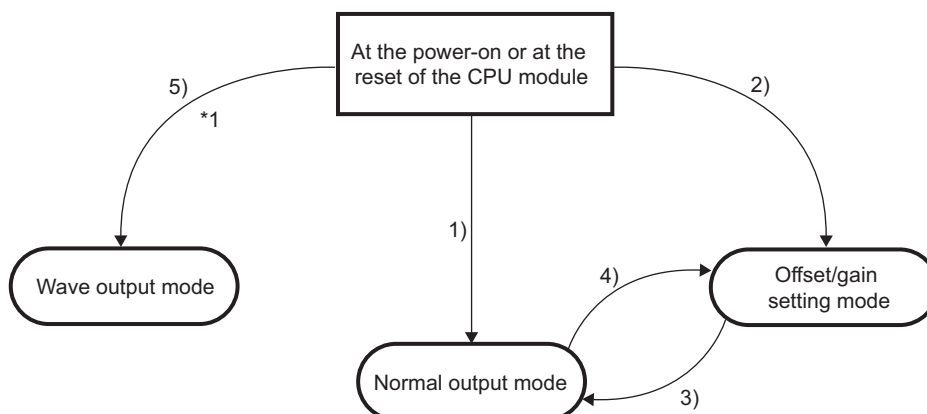 At the power-on or at the
reset of the CPU module
5)
*1
2)
1)
Wave output mode
4)
Offset/gain
setting mode
Normal output mode
3)